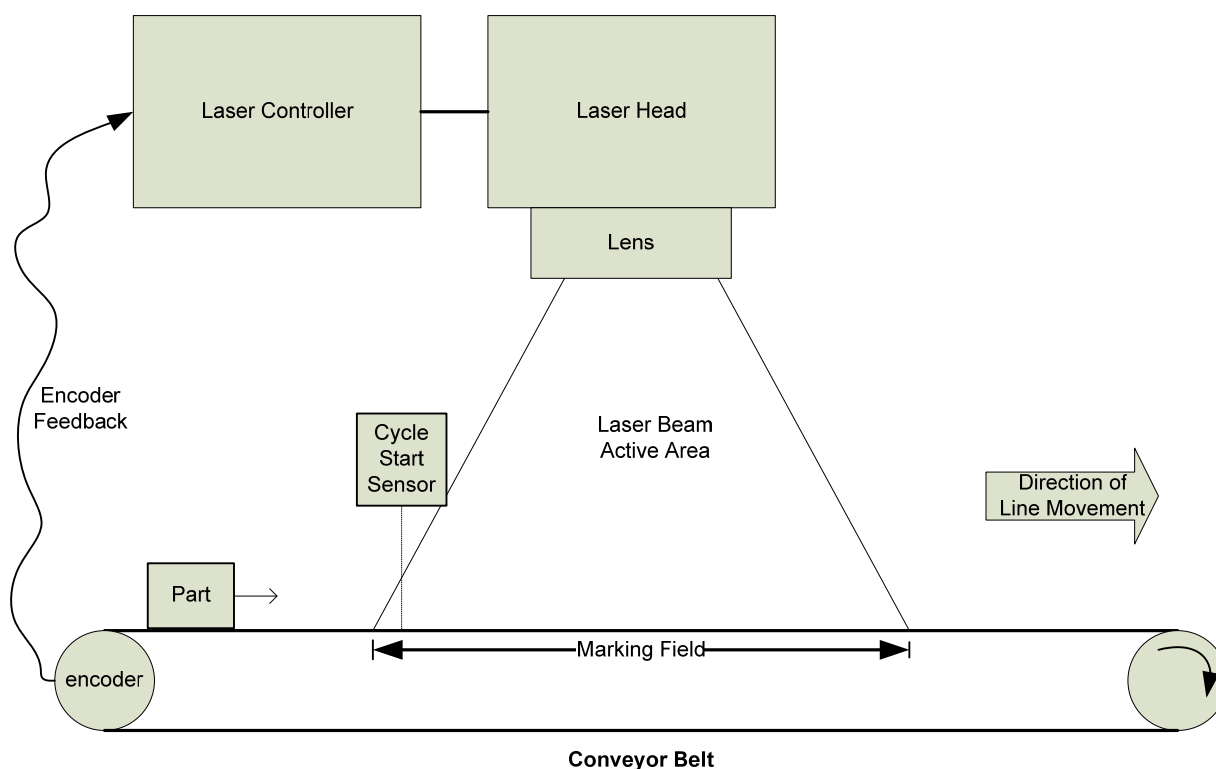 Laser Controller
Laser Head
Lens
Encoder
Feedback
Cycle
Start
Sensor
Laser Beam
Active Area
Direction of
Line Movement
Part
Marking Field
encoder
Conveyor Belt